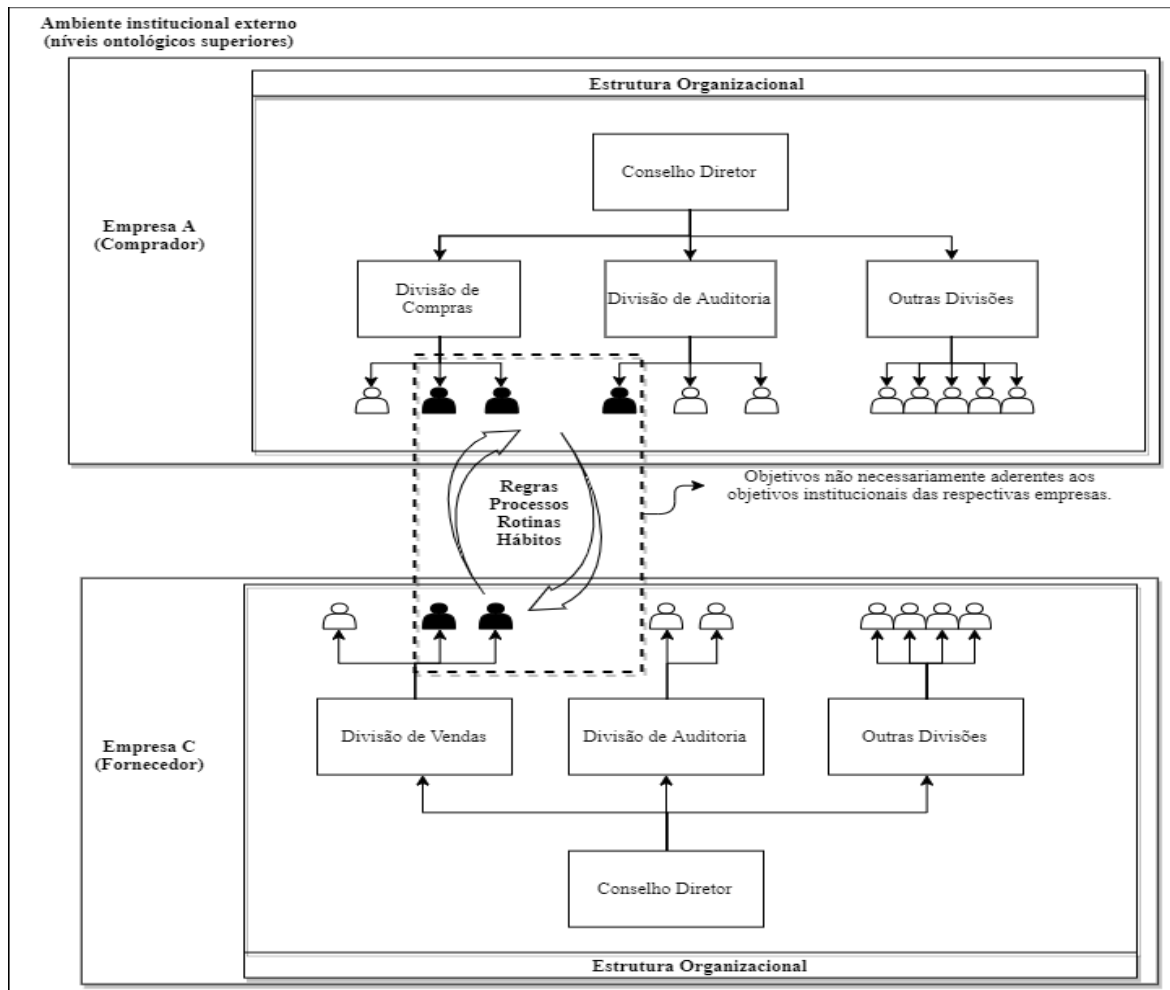 Ambiente institucional externo
(níveis ontológicos superiores)
Estrutura Organizacional
Conselho Diretor
Empresa A
(Comprador)
Divisão de
Compras
Divisão de Auditoria
Outras Divisões
Objetivos não necessariamente aderentes aos
objetivos institucionais das respectivas empresas.
Regras
Processos
Rotinas
Hábitos
Empresa C
(Fornecedor)
Divisão de Vendas
Divisão de Auditoria
Outras Divisões
Conselho Diretor
Estrutura Organizacional